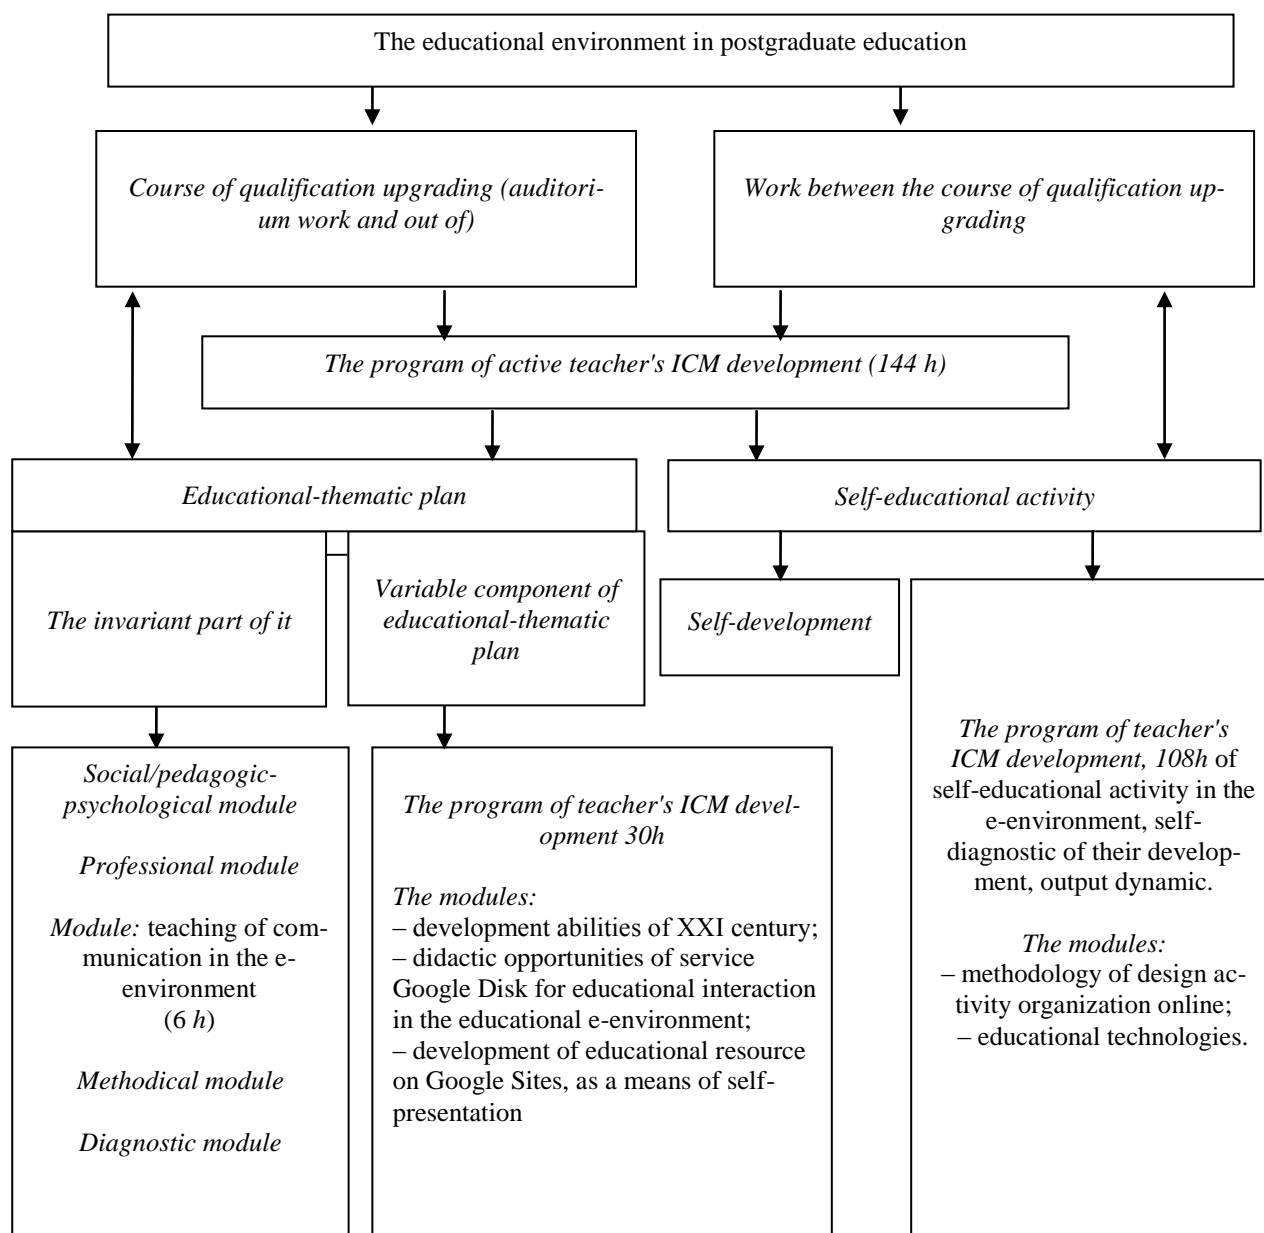 The educational environment in postgraduate education
Course of qualification upgrading (auditori-
um work and out of)
Work between the course of qualification up-
grading
The program of active teacher's ICM development (144 h)
Educational-thematic plan
Self-educational activity
The invariant part of it
Variable component of
educational-thematic
plan
Self-development
Social/pedagogic-
psychological module
Professional module
Module: teaching of com-
munication in the e-
environment
(6 h)
Methodical module
Diagnostic module
The program of teacher's ICM devel-
opment 30h
The modules:
– development abilities of XXI century;
– didactic opportunities of service
Google Disk for educational interaction
in the educational e-environment;
– development of educational resource
on Google Sites, as a means of self-
presentation
The program of teacher's
ICM development, 108h of
self-educational activity in the
e-environment, self-
diagnostic of their develop-
ment, output dynamic.
The modules:
– methodology of design ac-
tivity organization online;
– educational technologies.